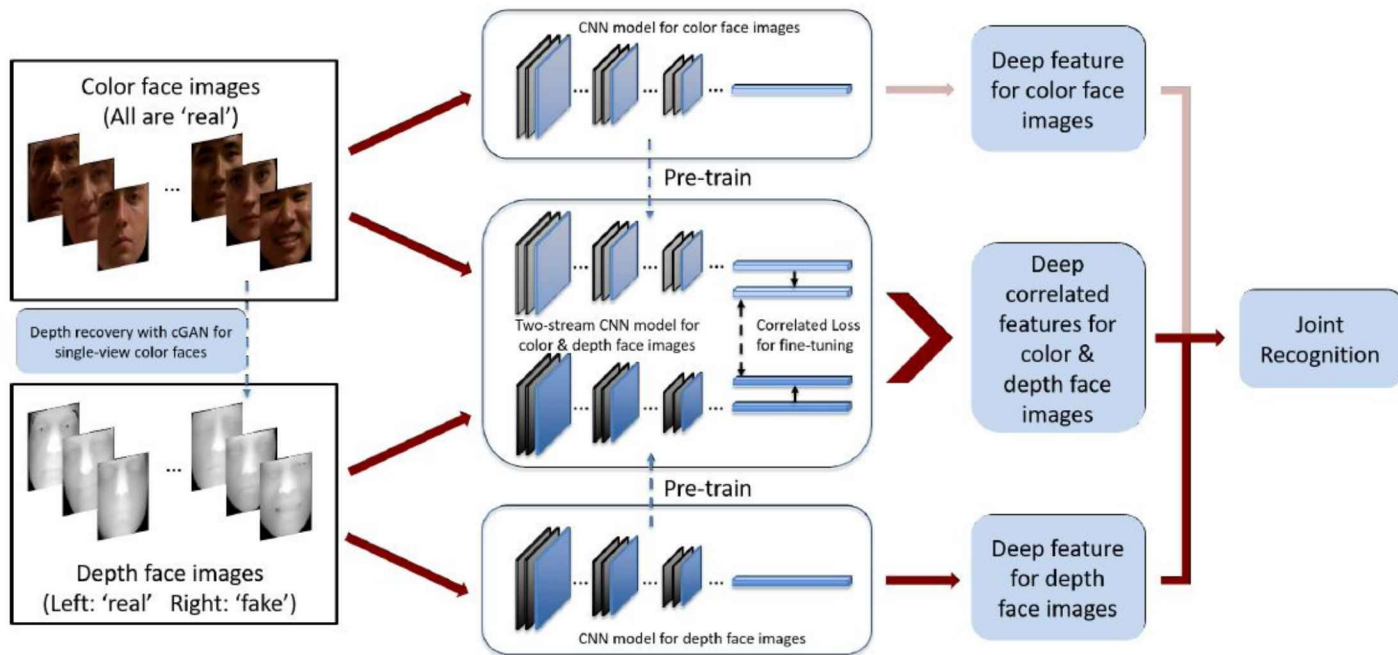 Color face images
(All are ‘real’)
...
Depth recovery with cGAN for
single-view color faces
...
Depth face images
(Left: ‘real’ Right: ‘fake’)
CNN model for color face images
... ... ...
Pre-train
... ... ...
Two-stream CNN model for
color & depth face images
Correlated Loss
for fine-tuning
... ... ...
Pre-train
... ... ...
CNN model for depth face images
Deep feature
for color face
images
Deep
correlated
features for
color &
depth face
images
Deep feature
for depth
face images
Joint
Recognition